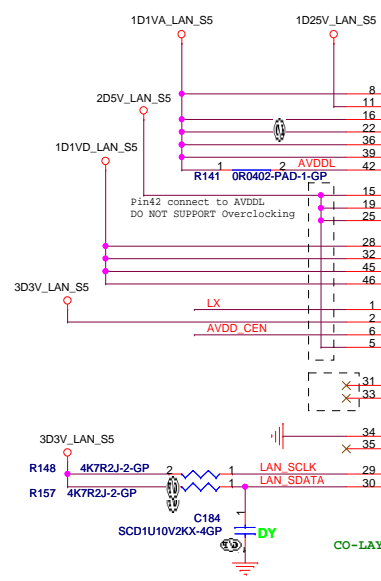 1D1VA_LAN_S5
1D25V_LAN_S5
8
11
2D5V_LAN_S5
16
22
36
39
AVDDL
42
R141
1
2
0R0402-PAD-1-GP
1D1VD_LAN_S5
Pin42 connect to AVDDL
DO NOT SUPPORT Overclocking
15
19
25
28
32
45
46
3D3V_LAN_S5
LX
1
2
AVDD_CEN
6
5
31
33
34
35
3D3V_LAN_S5
R148
4K7R2J-2-GP
2
1
LAN_SCLK
29
R157
4K7R2J-2-GP
1
LAN_SDATA
30
1
C184
SCD1U10V2KX-4GP
DY
CO-LAY